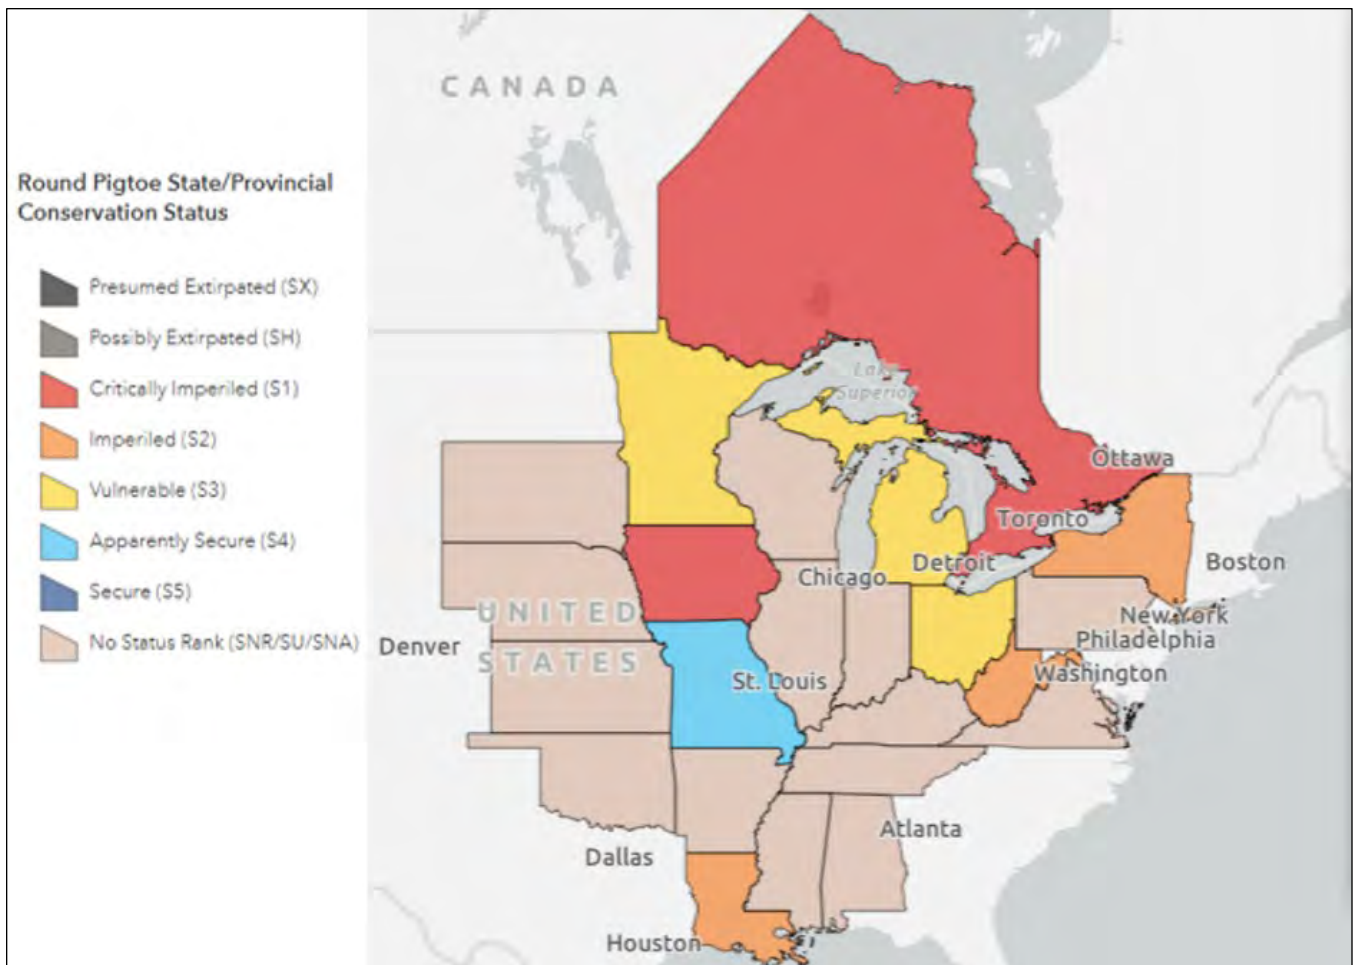 Round Pigtoe State/Provincial
Conservation Status
Presumed Extirpated (SX)
Possibly Extirpated (SH)
Critically Imperiled (S1)
Imperiled (S2)
Vulnerable (S3)
Apparently Secure (S4)
Secure (S5)
No Status Rank (SNR/SU/SNA)
CANADA
Lake
Superior
Ottawa
Toronto
Boston
Detroit
Chicago
UNITED
STATES
New York
Philadelphia
Denver
Washington
St. Louis
Atlanta
Dallas
Houston